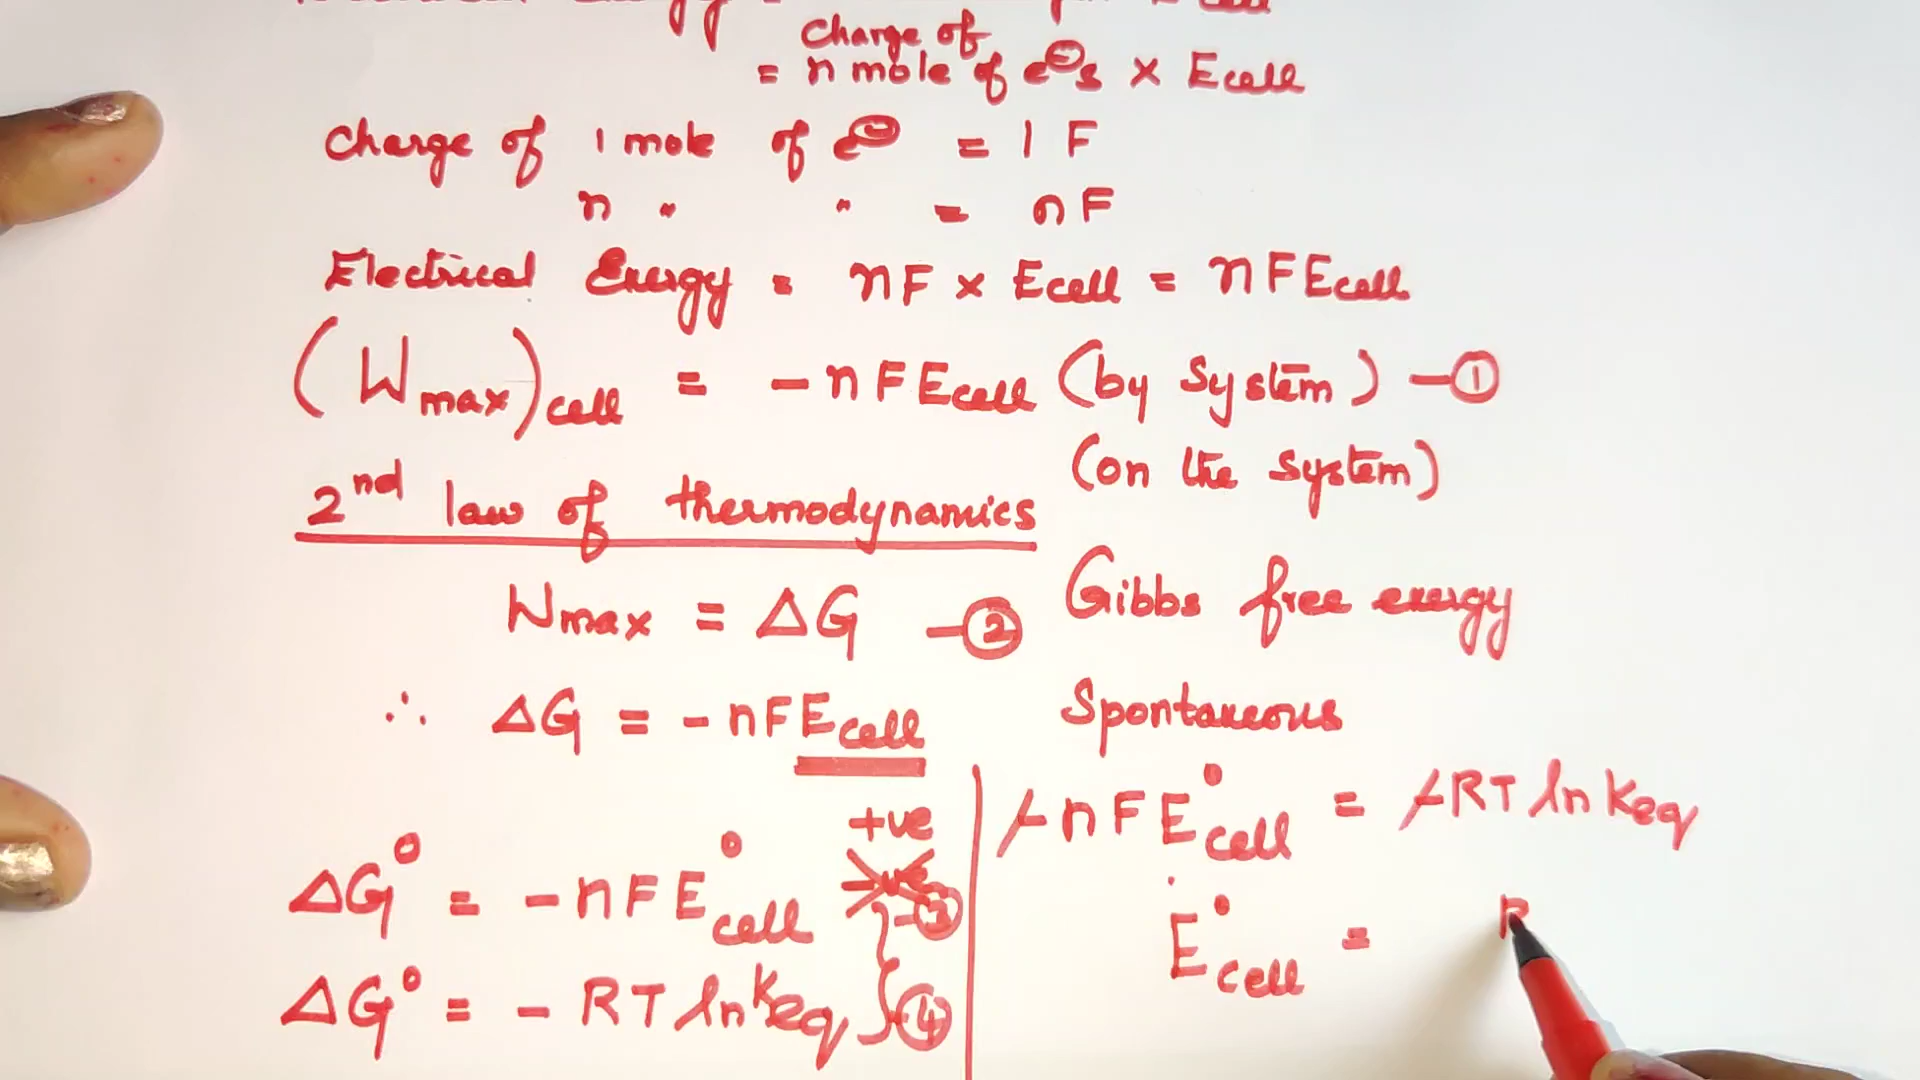 Charge of
= n mole of e⊖s × Ecell
Charge of 1 mole of e⊖ = 1 F
n " " = nF
Electrical Energy = nF × Ecell = nFEcell
(Wmax)cell = - nFEcell (by system) - ①
(on the system)
2nd law of thermodynamics
Wmax = ΔG - ②
Gibbs free energy
∴ ΔG = - nFEcell
Spontaneous
+ve
-ve
ΔG° = - nFE°cell - ③
ΔG° = - RT ln Keq - ④
- nFE°cell = - RT ln Keq
E°cell = R